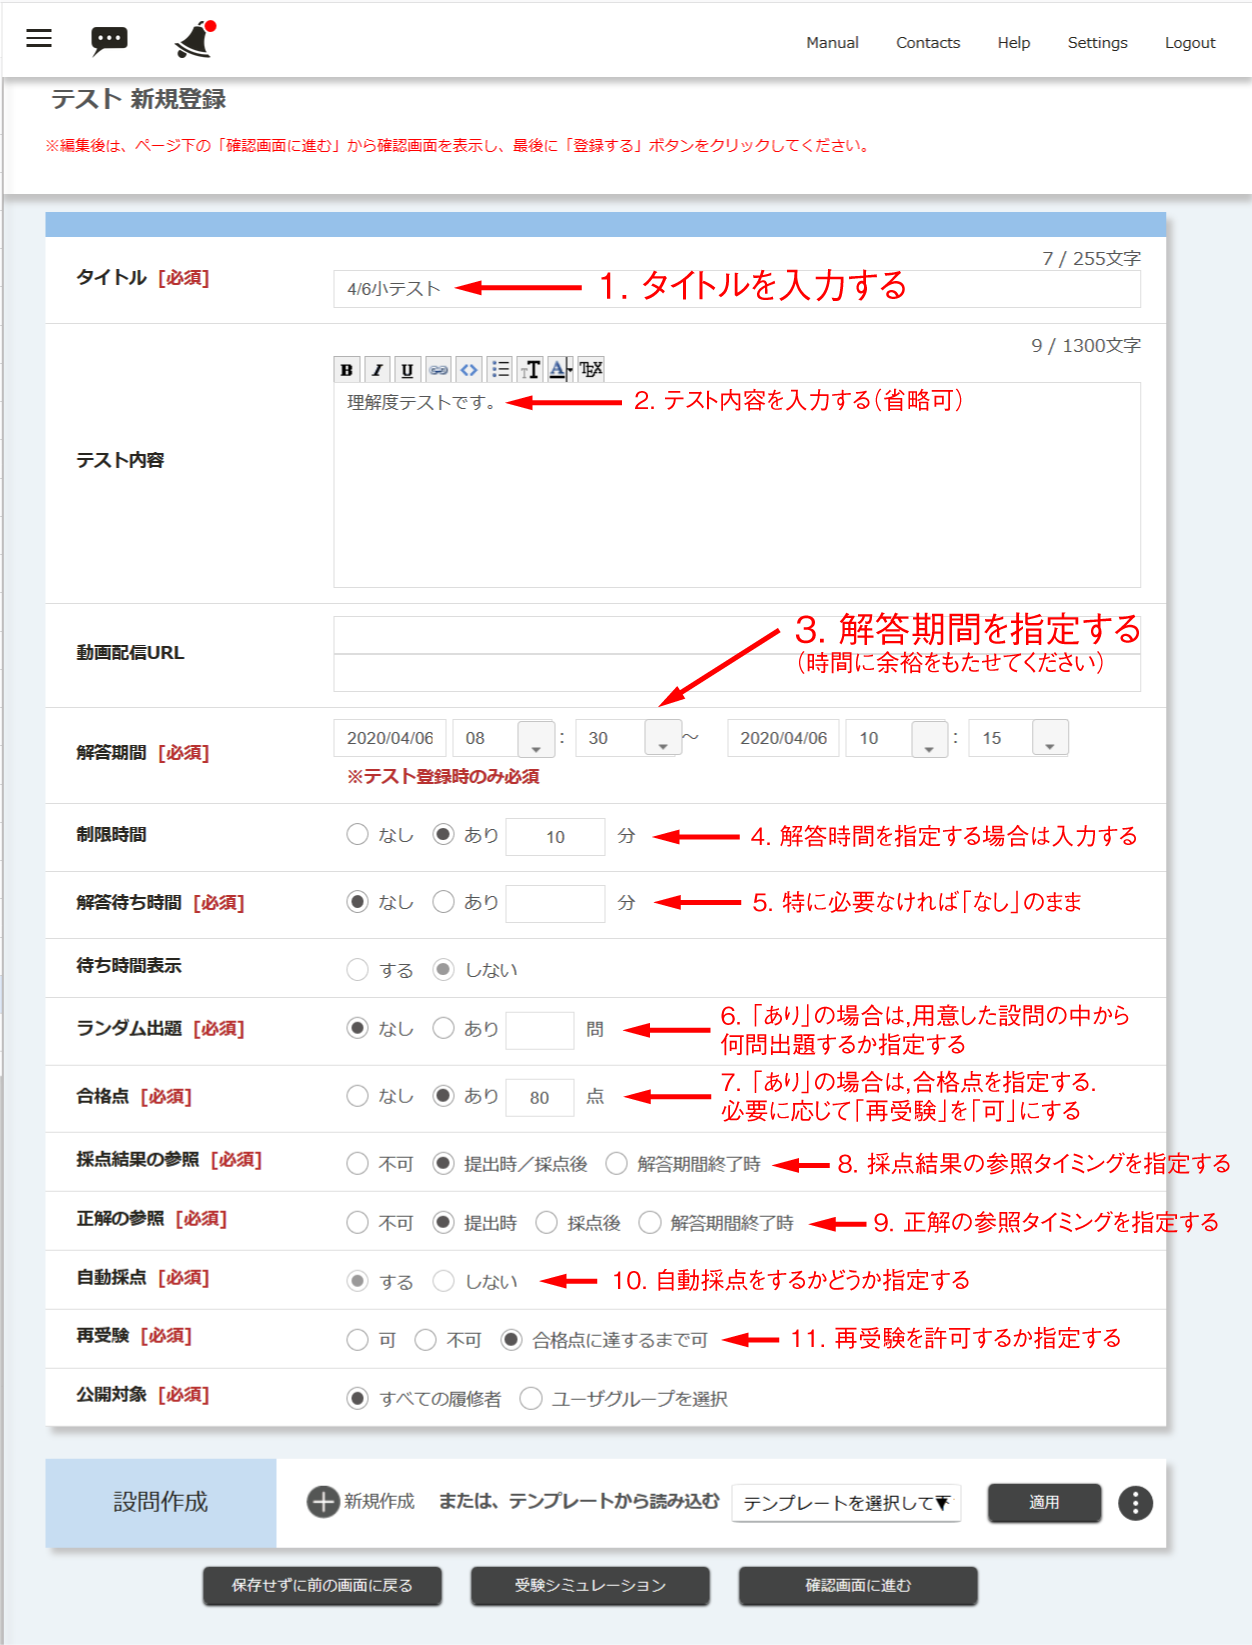 Manual Contacts Help Settings Logout
テスト 新規登録
※編集後は、ページ下の「確認画面に進む」から確認画面を表示し、最後に「登録する」ボタンをクリックしてください。
7 / 255文字
タイトル [必須]
4/6小テスト
1. タイトルを入力する
9 / 1300文字
B I U <> TT A TEX
理解度テストです。
2. テスト内容を入力する(省略可)
テスト内容
動画配信URL
3. 解答期間を指定する
(時間に余裕をもたせてください)
解答期間 [必須]
2020/04/06 08 : 30 ～ 2020/04/06 10 : 15
※テスト登録時のみ必須
制限時間 なし あり 10 分
4. 解答時間を指定する場合は入力する
解答待ち時間 [必須] なし あり 分
5. 特に必要なければ「なし」のまま
待ち時間表示 する しない
ランダム出題 [必須] なし あり 問
6. 「あり」の場合は,用意した設問の中から
何問出題するか指定する
合格点 [必須] なし あり 80 点
7. 「あり」の場合は,合格点を指定する.
必要に応じて「再受験」を「可」にする
採点結果の参照 [必須] 不可 提出時／採点後 解答期間終了時
8. 採点結果の参照タイミングを指定する
正解の参照 [必須] 不可 提出時 採点後 解答期間終了時
9. 正解の参照タイミングを指定する
自動採点 [必須] する しない
10. 自動採点をするかどうか指定する
再受験 [必須] 可 不可 合格点に達するまで可
11. 再受験を許可するか指定する
公開対象 [必須] すべての履修者 ユーザグループを選択
設問作成 新規作成 または、テンプレートから読み込む テンプレートを選択して 適用
保存せずに前の画面に戻る 受験シミュレーション 確認画面に進む